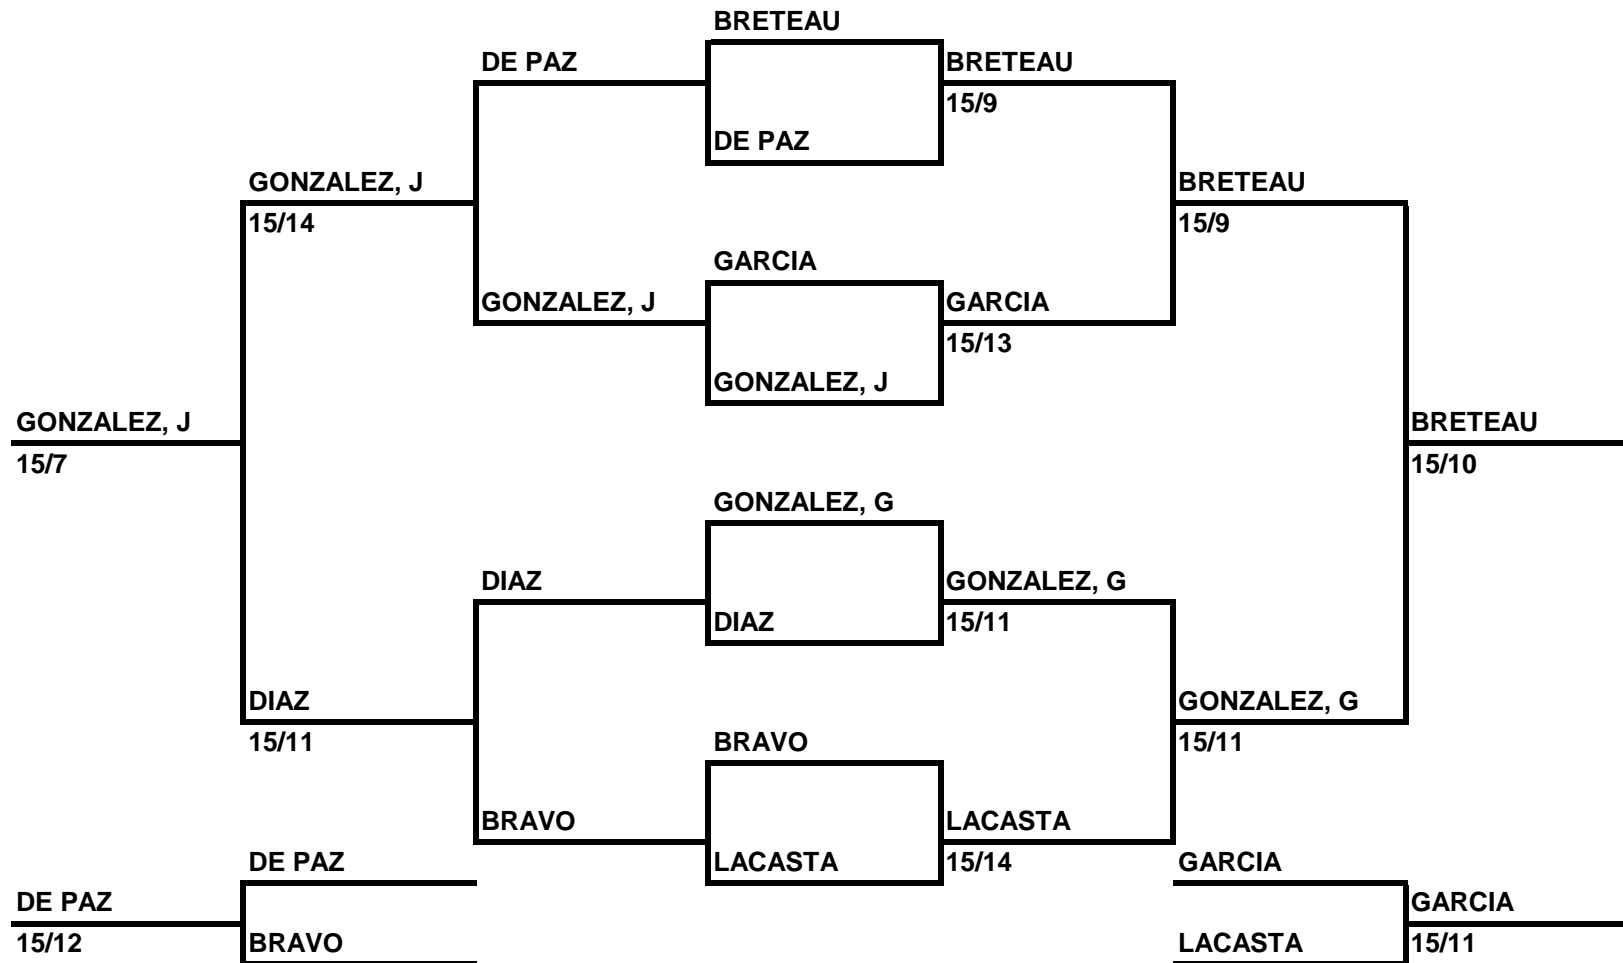 BRETEAU
DE PAZ
BRETEAU
15/9
DE PAZ
GONZALEZ, J
BRETEAU
15/14
15/9
GARCIA
GONZALEZ, J
GARCIA
15/13
GONZALEZ, J
GONZALEZ, J
BRETEAU
15/7
15/10
GONZALEZ, G
DIAZ
GONZALEZ, G
DIAZ
15/11
DIAZ
GONZALEZ, G
15/11
BRAVO
15/11
BRAVO
LACASTA
DE PAZ
LACASTA
15/14
GARCIA
DE PAZ
GARCIA
15/12
BRAVO
LACASTA
15/11